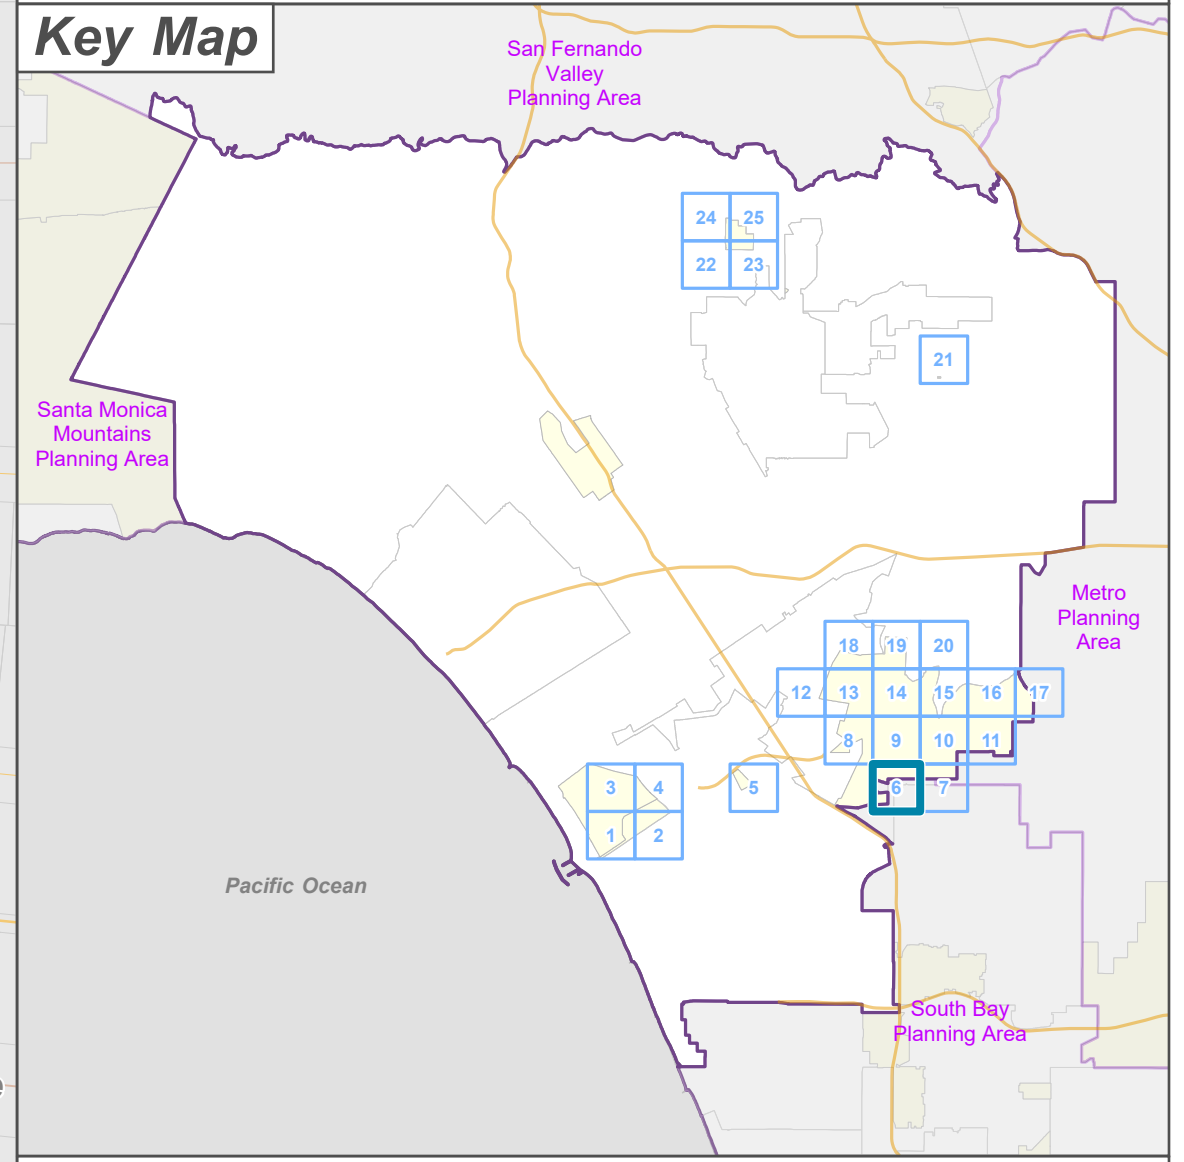 Key Map
San Fernando
Valley
Planning Area
24 25
22 23
21
Santa Monica
Mountains
Planning Area
Metro
Planning
Area
18 19 20
12 13 14 15 16 17
8 9 10 11
3 4 5 6 7
1 2
Pacific Ocean
South Bay
Planning Area